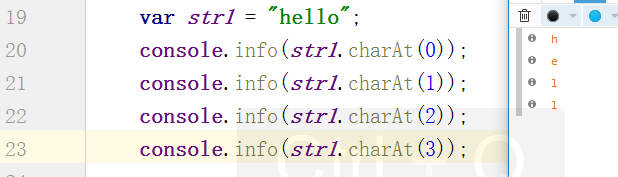 19 var str1 = "hello";
20 console.info(str1.charAt(0));
21 console.info(str1.charAt(1));
22 console.info(str1.charAt(2));
23 console.info(str1.charAt(3));
h
e
l
l
Ctrl + Q